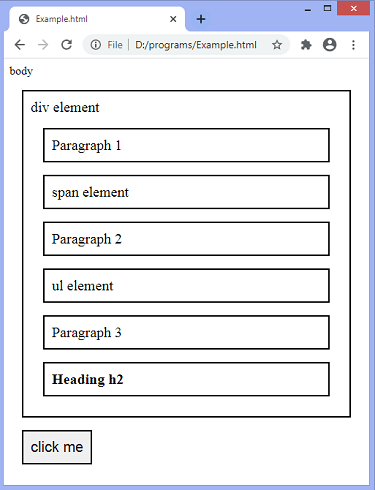 Example.html
File | D:/programs/Example.html
body
div element
Paragraph 1
span element
Paragraph 2
ul element
Paragraph 3
Heading h2
click me